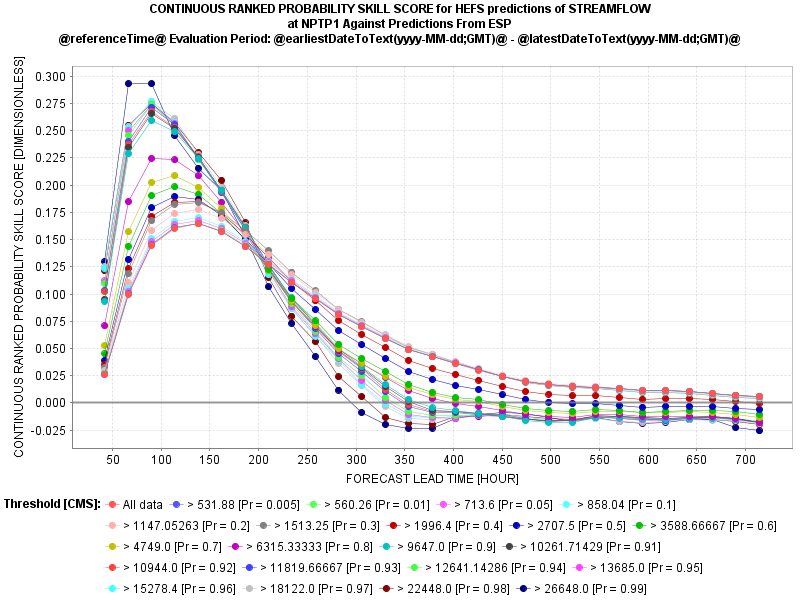 CONTINUOUS RANKED PROBABILITY SKILL SCORE for HEFS predictions of STREAMFLOW
at NPTP1 Against Predictions From ESP
@referenceTime@ Evaluation Period: @earliestDateToText(yyyy-MM-dd;GMT)@ - @latestDateToText(yyyy-MM-dd;GMT)@
CONTINUOUS RANKED PROBABILITY SKILL SCORE [DIMENSIONLESS]
0.300
0.275
0.250
0.225
0.200
0.175
0.150
0.125
0.100
0.075
0.050
0.025
0.000
-0.025
50 100 150 200 250 300 350 400 450 500 550 600 650 700
FORECAST LEAD TIME [HOUR]
Threshold [CMS]: All data > 531.88 [Pr = 0.005] > 560.26 [Pr = 0.01] > 713.6 [Pr = 0.05] > 858.04 [Pr = 0.1]
> 1147.05263 [Pr = 0.2] > 1513.25 [Pr = 0.3] > 1996.4 [Pr = 0.4] > 2707.5 [Pr = 0.5] > 3588.66667 [Pr = 0.6]
> 4749.0 [Pr = 0.7] > 6315.33333 [Pr = 0.8] > 9647.0 [Pr = 0.9] > 10261.71429 [Pr = 0.91]
> 10944.0 [Pr = 0.92] > 11819.66667 [Pr = 0.93] > 12641.14286 [Pr = 0.94] > 13685.0 [Pr = 0.95]
> 15278.4 [Pr = 0.96] > 18122.0 [Pr = 0.97] > 22448.0 [Pr = 0.98] > 26648.0 [Pr = 0.99]